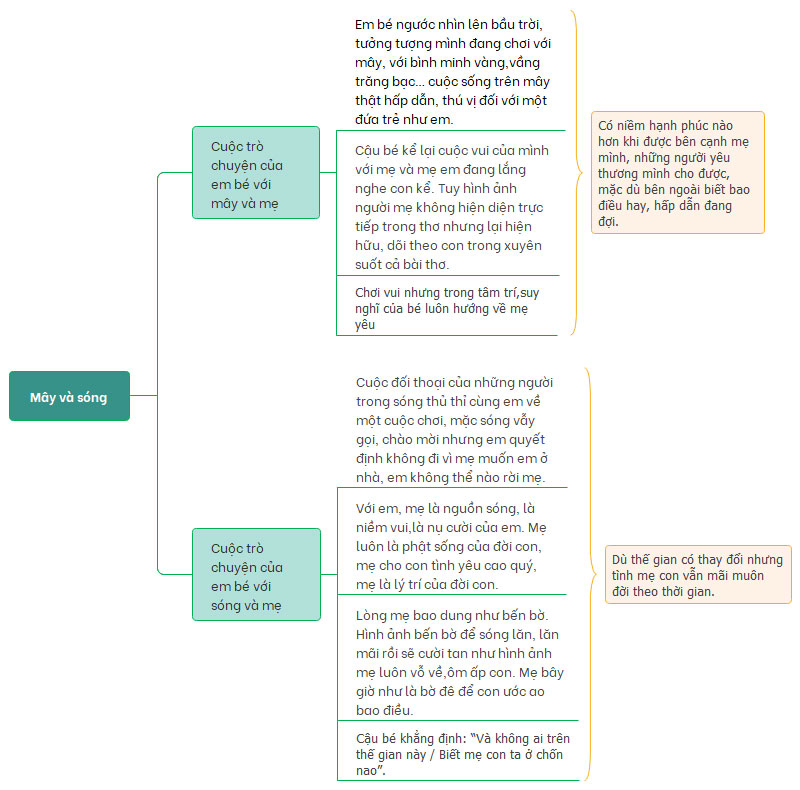 Em bé ngước nhìn lên bầu trời,
tưởng tượng mình đang chơi với
mây, với bình minh vàng,vầng
trăng bạc... cuộc sống trên mây
thật hấp dẫn, thú vị đối với một
đứa trẻ như em.
Cuộc trò
chuyện của
em bé với
mây và mẹ
Cậu bé kể lại cuộc vui của mình
với mẹ và mẹ em đang lắng
nghe con kể. Tuy hình ảnh
người mẹ không hiện diện trực
tiếp trong thơ nhưng lại hiện
hữu, dõi theo con trong xuyên
suốt cả bài thơ.
Chơi vui nhưng trong tâm trí,suy
nghĩ của bé luôn hướng về mẹ
yêu
Có niềm hạnh phúc nào
hơn khi được bên cạnh mẹ
mình, những người yêu
thương mình cho được,
mặc dù bên ngoài biết bao
điều hay, hấp dẫn đang
đợi.
Mây và sóng
Cuộc đối thoại của những người
trong sóng thủ thỉ cùng em về
một cuộc chơi, mặc sóng vẫy
gọi, chào mời nhưng em quyết
định không đi vì mẹ muốn em ở
nhà, em không thể nào rời mẹ.
Cuộc trò
chuyện của
em bé với
sóng và mẹ
Với em, mẹ là nguồn sóng, là
niềm vui,là nụ cười của em. Mẹ
luôn là phật sống của đời con,
mẹ cho con tình yêu cao quý,
mẹ là lý trí của đời con.
Lòng mẹ bao dung như bến bờ.
Hình ảnh bến bờ để sóng lăn, lăn
mãi rồi sẽ cười tan như hình ảnh
mẹ luôn vỗ về,ôm ấp con. Mẹ bây
giờ như là bờ đê để con ước ao
bao điều.
Cậu bé khẳng định: “Và không ai trên
thế gian này / Biết mẹ con ta ở chốn
nao”.
Dù thế gian có thay đổi nhưng
tình mẹ con vẫn mãi muôn
đời theo thời gian.